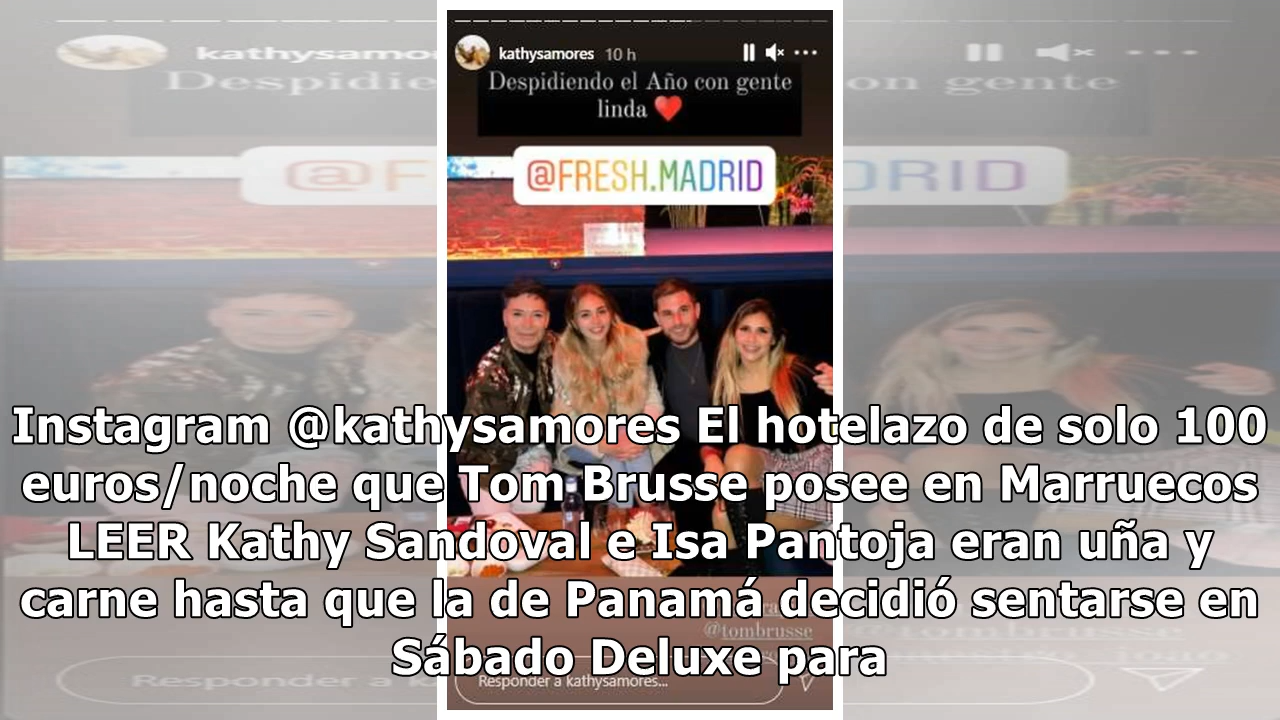 kathysamores 10 h
Despidiendo el Año con gente
linda ❤️
@FRESH.MADRID
Instagram @kathysamores El hotelazo de solo 100
euros/noche que Tom Brusse posee en Marruecos
LEER Kathy Sandoval e Isa Pantoja eran uña y
carne hasta que la de Panamá decidió sentarse en
Sábado Deluxe para
@tombrusse
Responder a kathysamores...